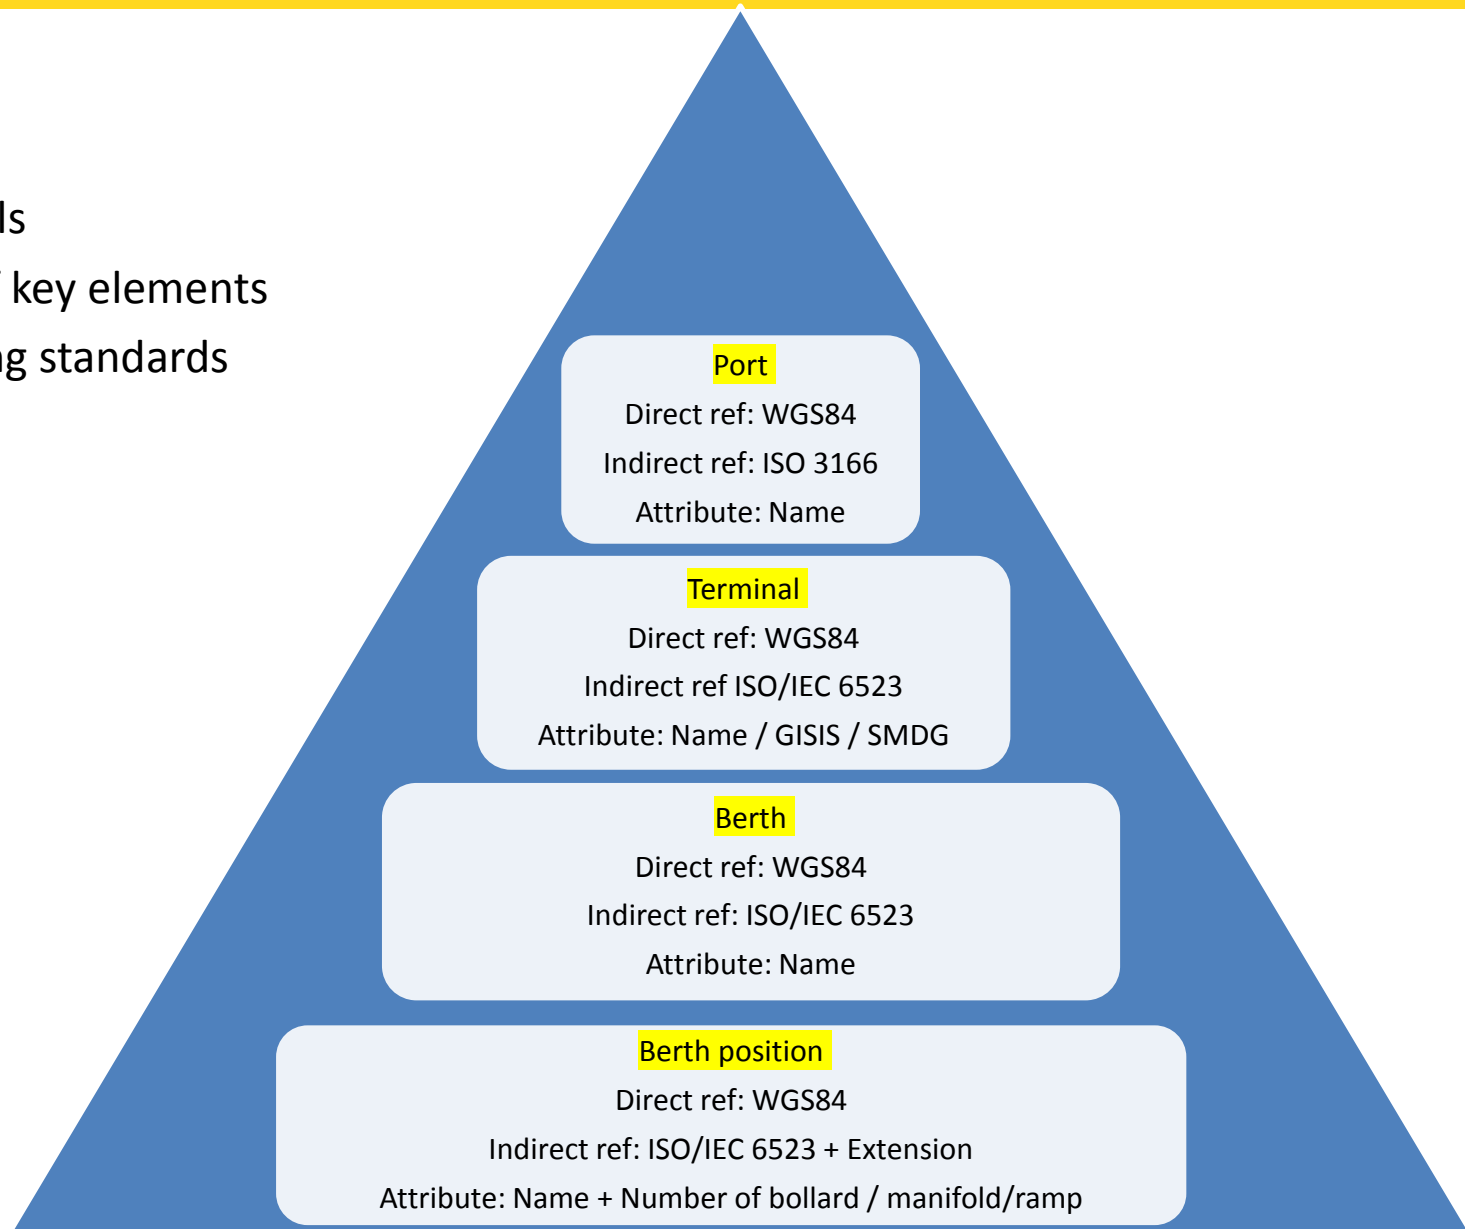 ls
key elements
ng standards
Port
Direct ref: WGS84
Indirect ref: ISO 3166
Attribute: Name
Terminal
Direct ref: WGS84
Indirect ref ISO/IEC 6523
Attribute: Name / GISIS / SMDG
Berth
Direct ref: WGS84
Indirect ref: ISO/IEC 6523
Attribute: Name
Berth position
Direct ref: WGS84
Indirect ref: ISO/IEC 6523 + Extension
Attribute: Name + Number of bollard / manifold/ramp